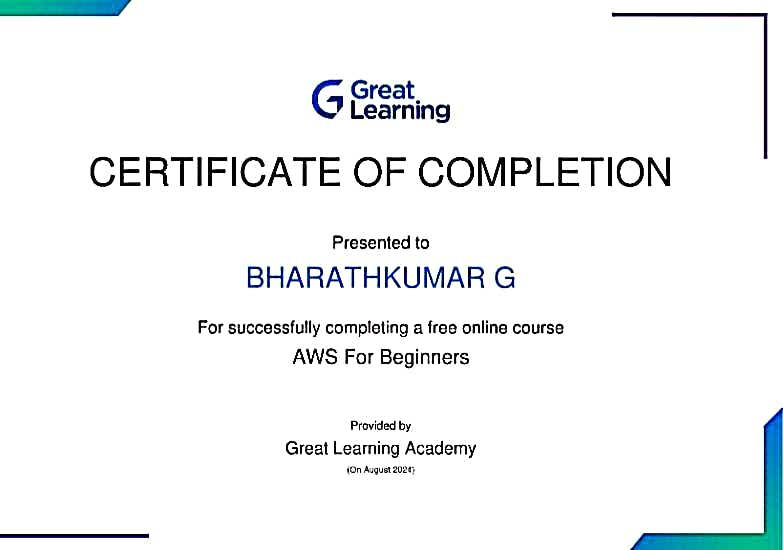 Great
Learning
CERTIFICATE OF COMPLETION
Presented to
BHARATHKUMAR G
For successfully completing a free online course
AWS For Beginners
Provided by
Great Learning Academy
(On August 2024)